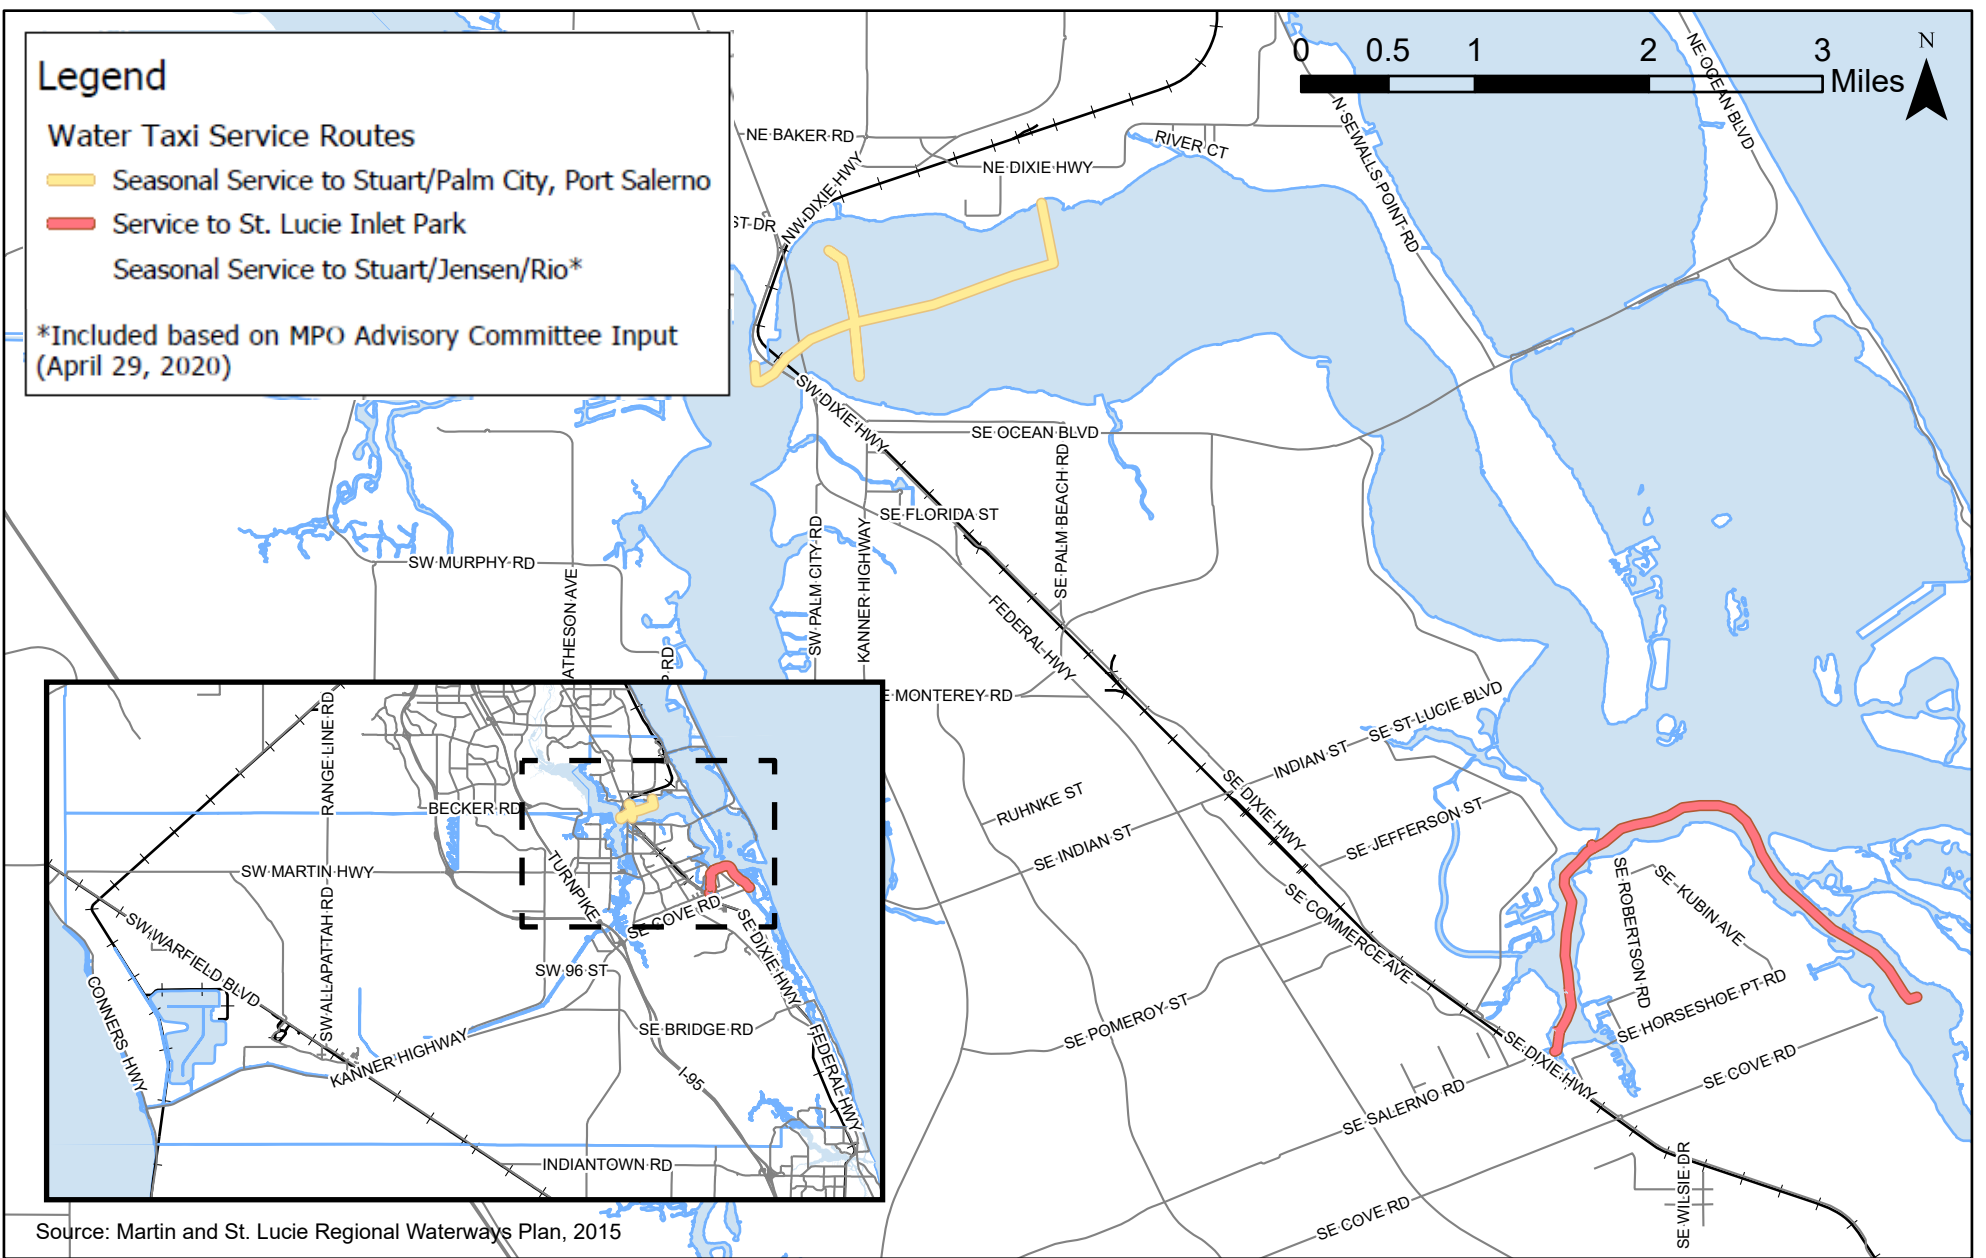 Legend
Water Taxi Service Routes
Seasonal Service to Stuart/Palm City, Port Salerno
Service to St. Lucie Inlet Park
Seasonal Service to Stuart/Jensen/Rio*
*Included based on MPO Advisory Committee Input
(April 29, 2020)
0 0.5 1 2 3
Miles
N
NE OCEAN BLVD
N SEWALLS POINT RD
NE BAKER RD
RIVER CT
NE DIXIE HWY
NW DIXIE HWY
ST DR
SW DIXIE HWY
SE OCEAN BLVD
SE PALM BEACH RD
SE FLORIDA ST
SW PALM CITY RD
KANNER HIGHWAY
SW MURPHY RD
ATHESON AVE
P RD
FEDERAL HWY
E MONTEREY RD
SE ST LUCIE BLVD
INDIAN ST
RUHNKE ST
SE DIXIE HWY
SE INDIAN ST
SE JEFFERSON ST
SE ROBERTSON RD
SE KUBIN AVE
SE COMMERCE AVE
SE HORSESHOE PT RD
SE POMEROY ST
SE DIXIE HWY
SE COVE RD
SE SALERNO RD
SE WILSIE DR
SE COVE RD
RANGE LINE RD
BECKER RD
SW MARTIN HWY
TURNPIKE
SE COVE RD
SE DIXIE HWY
SW WARFIELD BLVD
SW ALLAPATTAH RD
SW 96 ST
CONNERS HWY
SE BRIDGE RD
KANNER HIGHWAY
I-95
FEDERAL HWY
INDIANTOWN RD
Source: Martin and St. Lucie Regional Waterways Plan, 2015